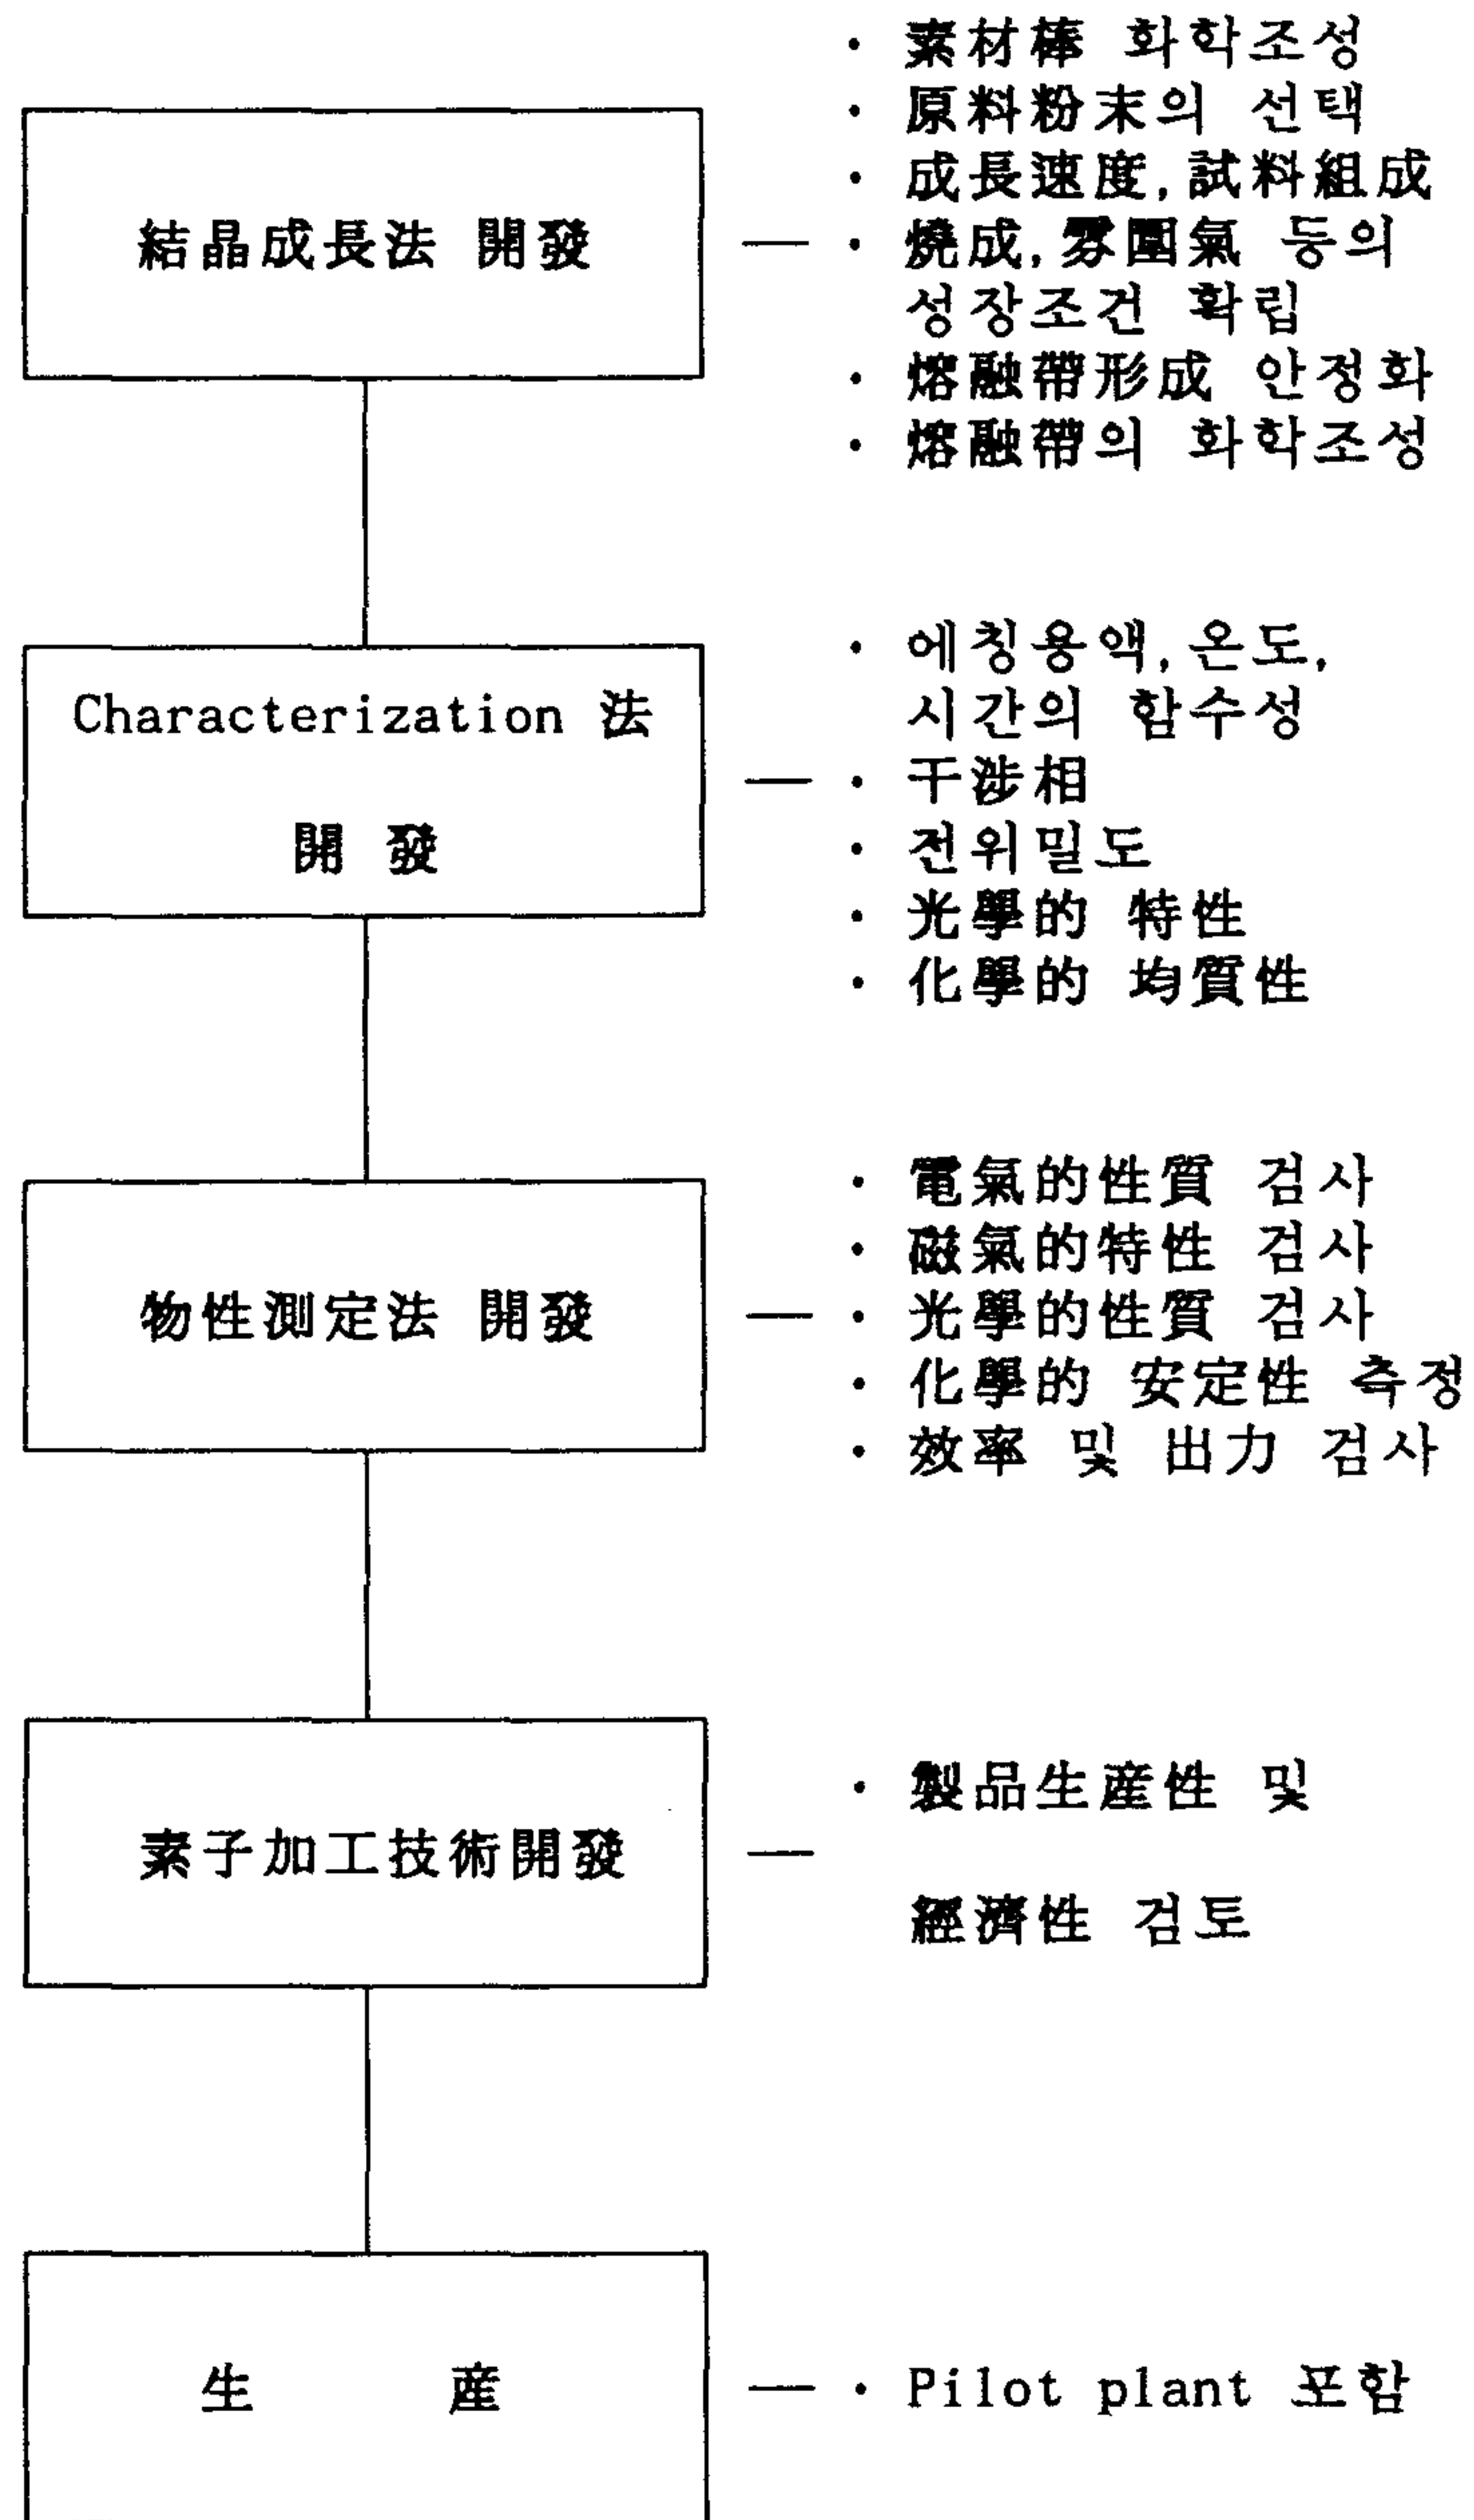 · 素材棒 화학조성
· 原料粉末의 선택
· 成長速度, 試料組成
結晶成長法 開發 — · 燒成, 雰圍氣 등의
성장조건 확립
· 熔融帶形成 안정화
· 熔融帶의 화학조성
· 에칭용액, 온도,
Characterization 法
시간의 함수성
— · 干涉相
開 發
· 전위밀도
· 光學的 特性
· 化學的 均質性
· 電氣的性質 검사
· 磁氣的特性 검사
物性測定法 開發 — · 光學的性質 검사
· 化學的 安定性 측정
· 效率 및 出力 검사
· 製品生産性 및
素子加工技術開發 —
經濟性 검토
生 産 — · Pilot plant 포함